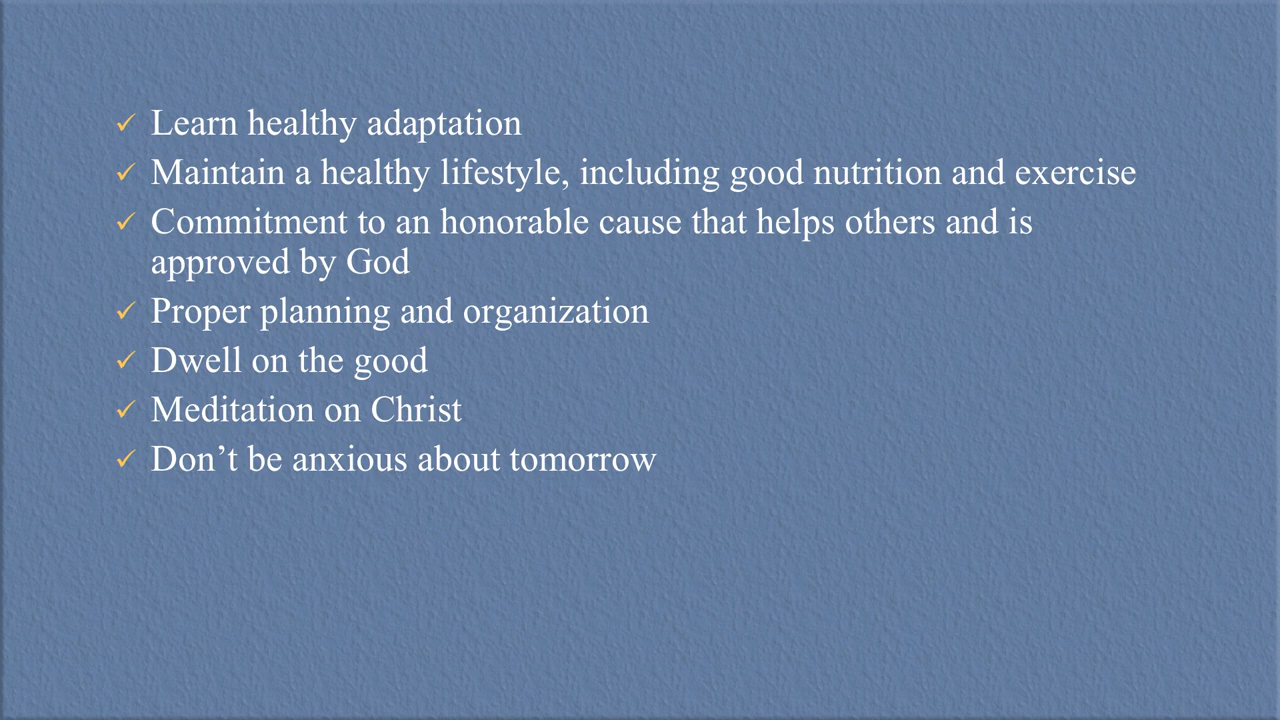 ✓ Learn healthy adaptation
✓ Maintain a healthy lifestyle, including good nutrition and exercise
✓ Commitment to an honorable cause that helps others and is
approved by God
✓ Proper planning and organization
✓ Dwell on the good
✓ Meditation on Christ
✓ Don’t be anxious about tomorrow